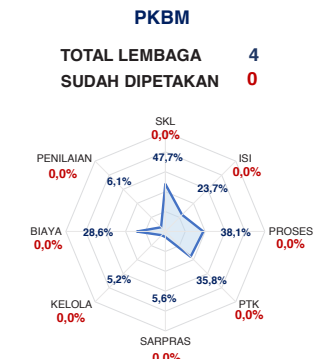 PKBM
TOTAL LEMBAGA 4
SUDAH DIPETAKAN 0
SKL
0,0%
47,7%
PENILAIAN
0,0%
6,1%
ISI
0,0%
23,7%
BIAYA
0,0%
28,6%
38,1%
PROSES
0,0%
5,2%
35,8%
KELOLA
0,0%
5,6%
PTK
0,0%
SARPRAS
0,0%